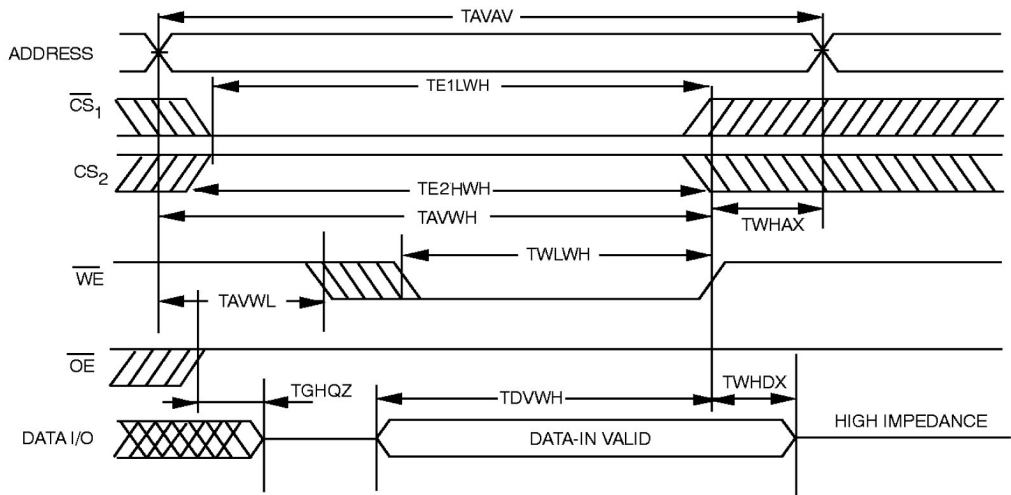 TAVAV
ADDRESS
TE1LWH
CS1
CS2
TE2HWH
TAVWH
TWHAX
TWLWH
WE
TAVWL
OE
TGHQZ
TDVWH
TWHDX
DATA I/O
DATA-IN VALID
HIGH IMPEDANCE